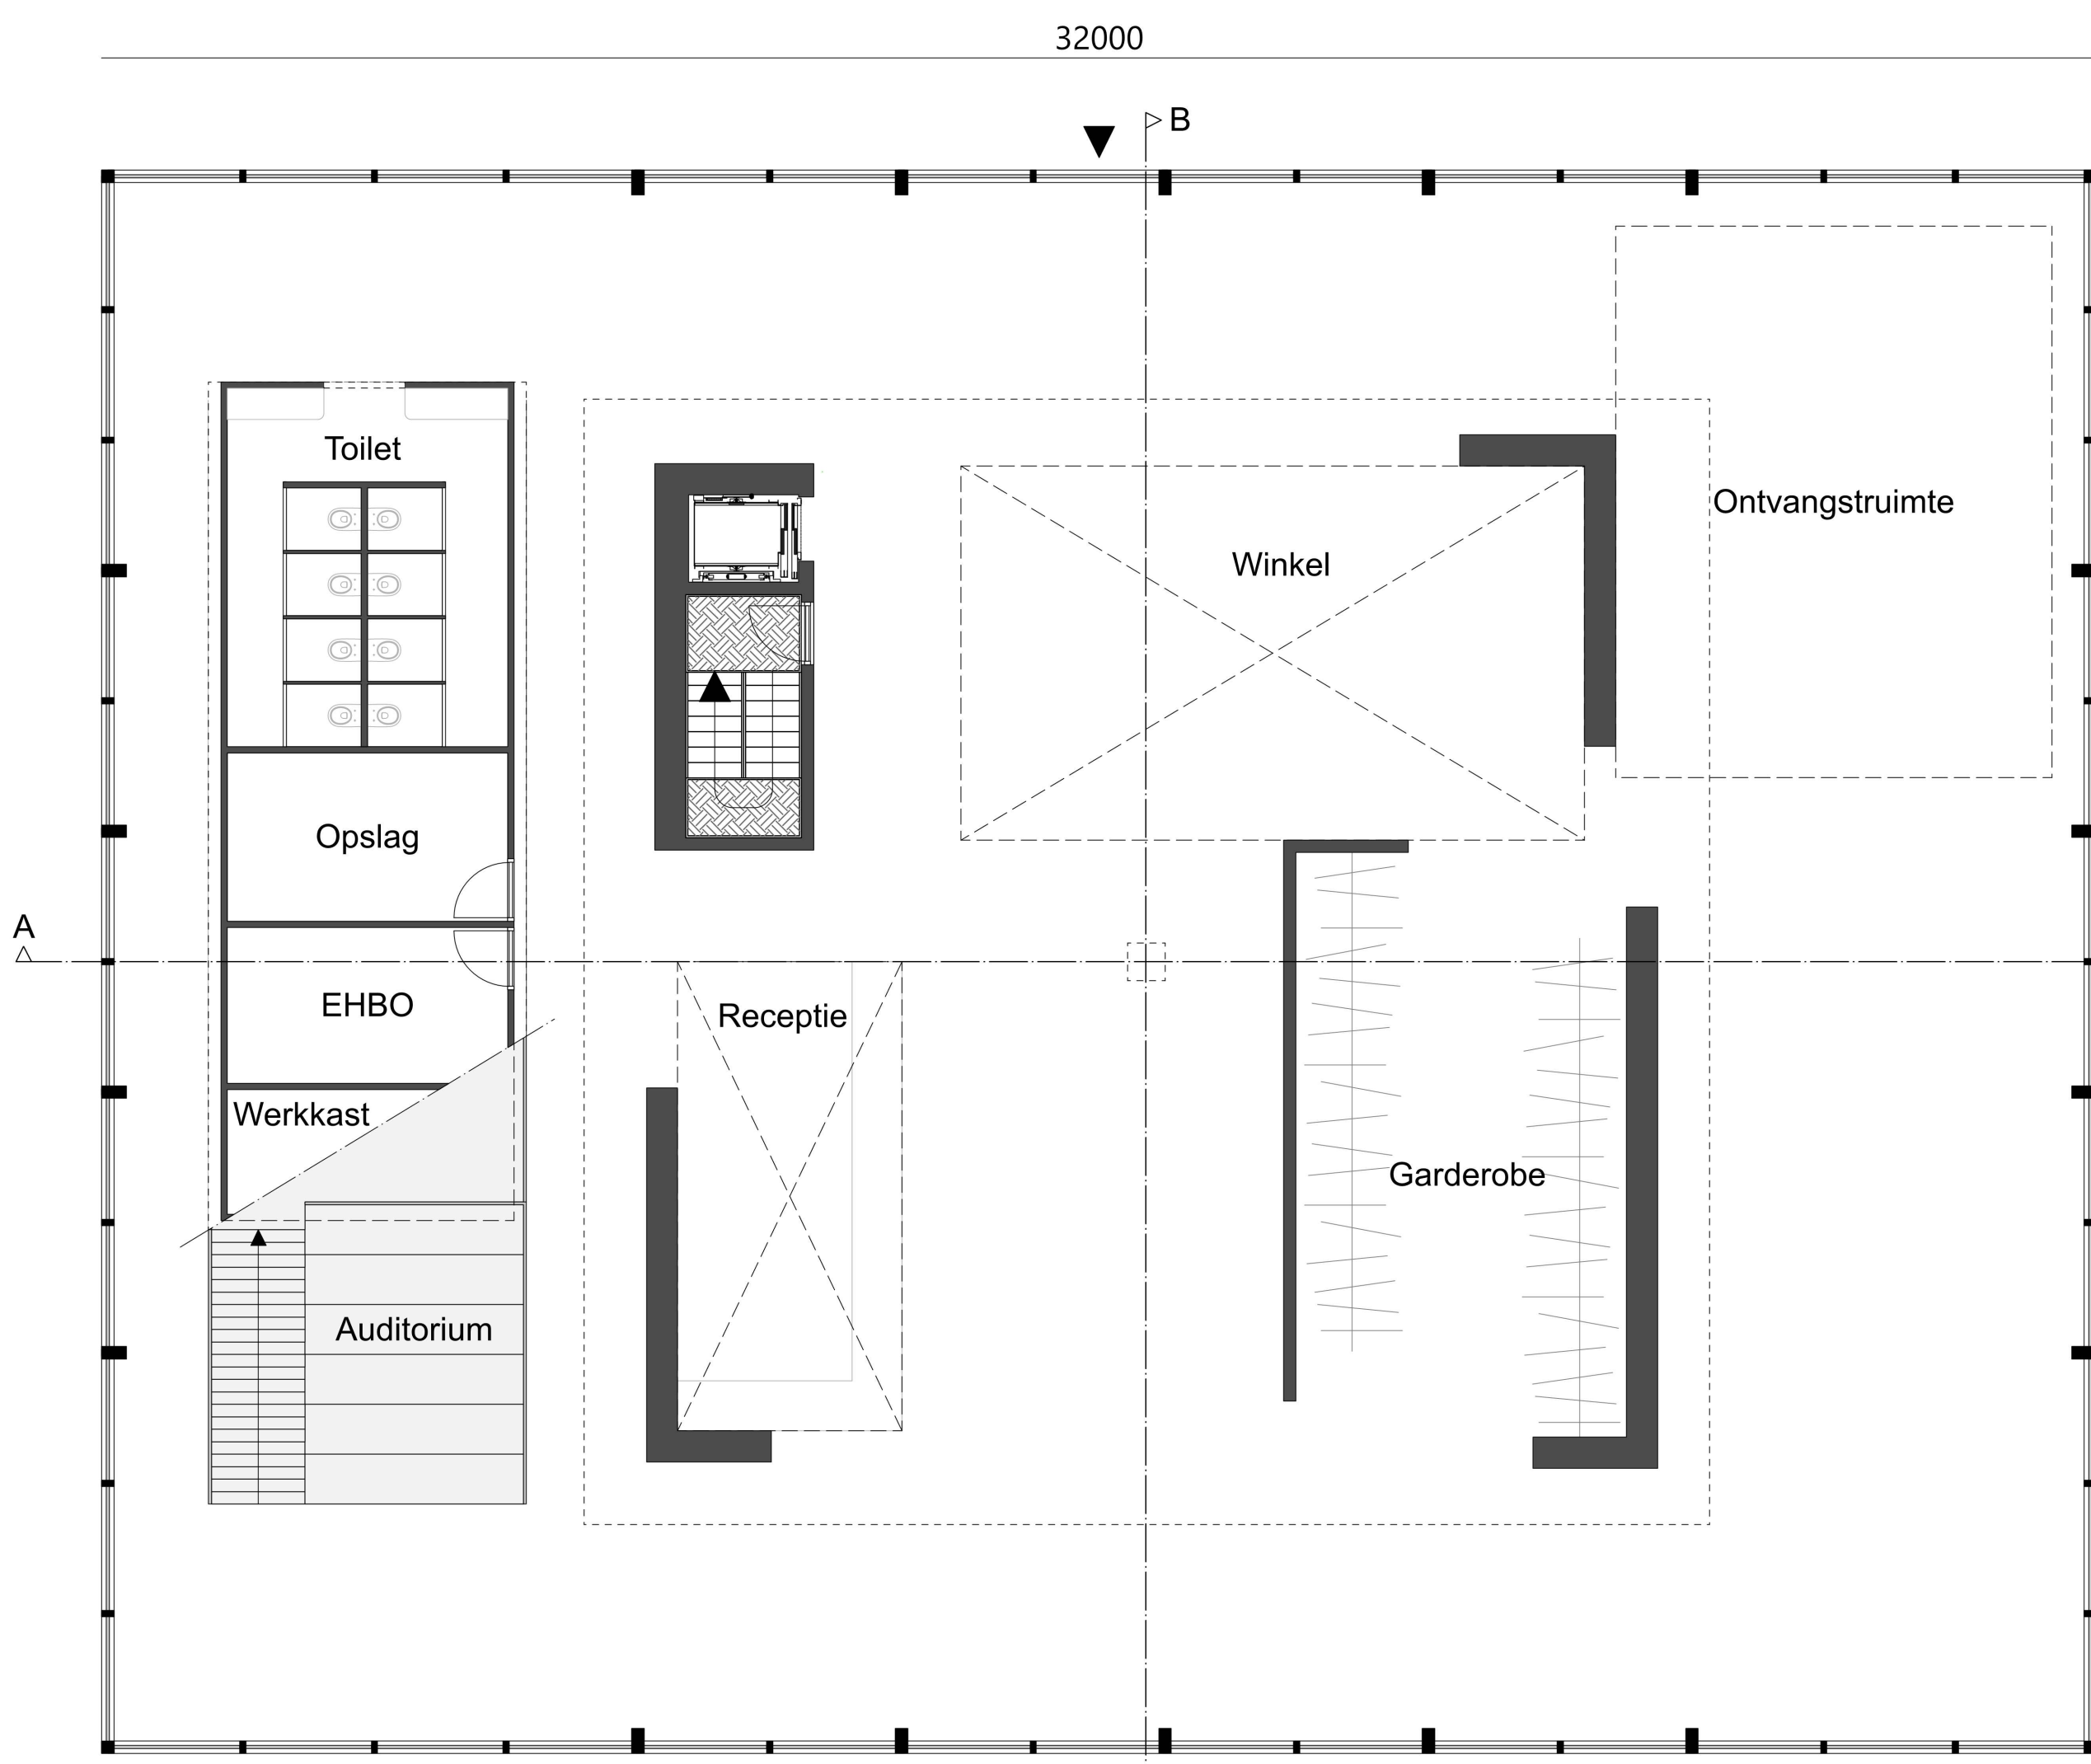 32000
B
Toilet
Ontvangstruimte
Winkel
Opslag
A
EHBO
Receptie
Werkkast
Garderobe
Auditorium